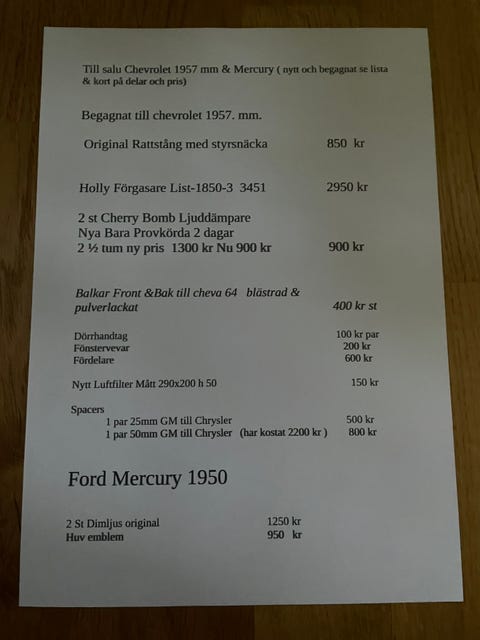 Till salu Chevrolet 1957 mm & Mercury ( nytt och begagnat se lista
& kort på delar och pris)
Begagnat till chevrolet 1957. mm.
Original Rattstång med styrsnäcka 850 kr
Holly Förgasare List-1850-3 3451 2950 kr
2 st Cherry Bomb Ljuddämpare
Nya Bara Provkörda 2 dagar
2 ½ tum ny pris 1300 kr Nu 900 kr 900 kr
Balkar Front &Bak till cheva 64 blästrad &
pulverlackat 400 kr st
Dörrhandtag 100 kr par
Fönstervevar 200 kr
Fördelare 600 kr
Nytt Luftfilter Mått 290x200 h 50 150 kr
Spacers
1 par 25mm GM till Chrysler 500 kr
1 par 50mm GM till Chrysler (har kostat 2200 kr ) 800 kr
Ford Mercury 1950
2 St Dimljus original 1250 kr
Huv emblem 950 kr